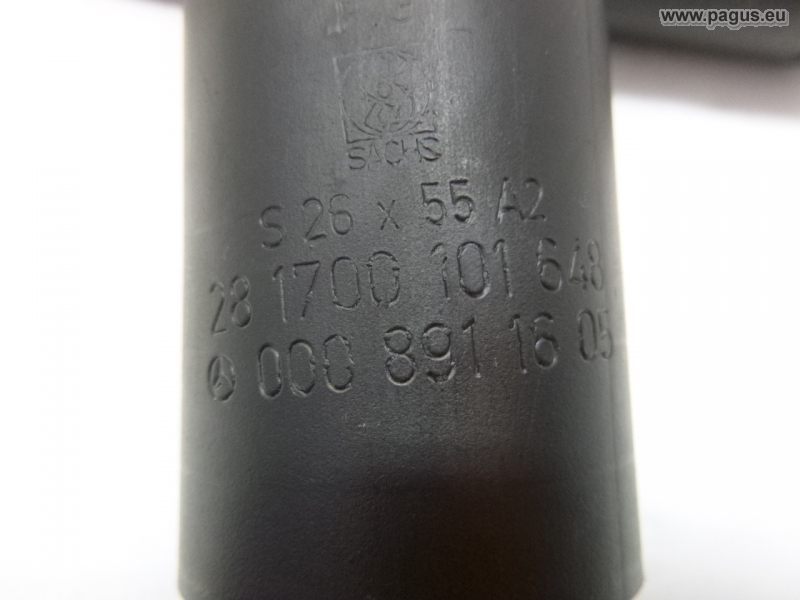 www.pagus.eu
SACHS
S 26 x 55 A2
28 1700 101 648
000 891 16 05